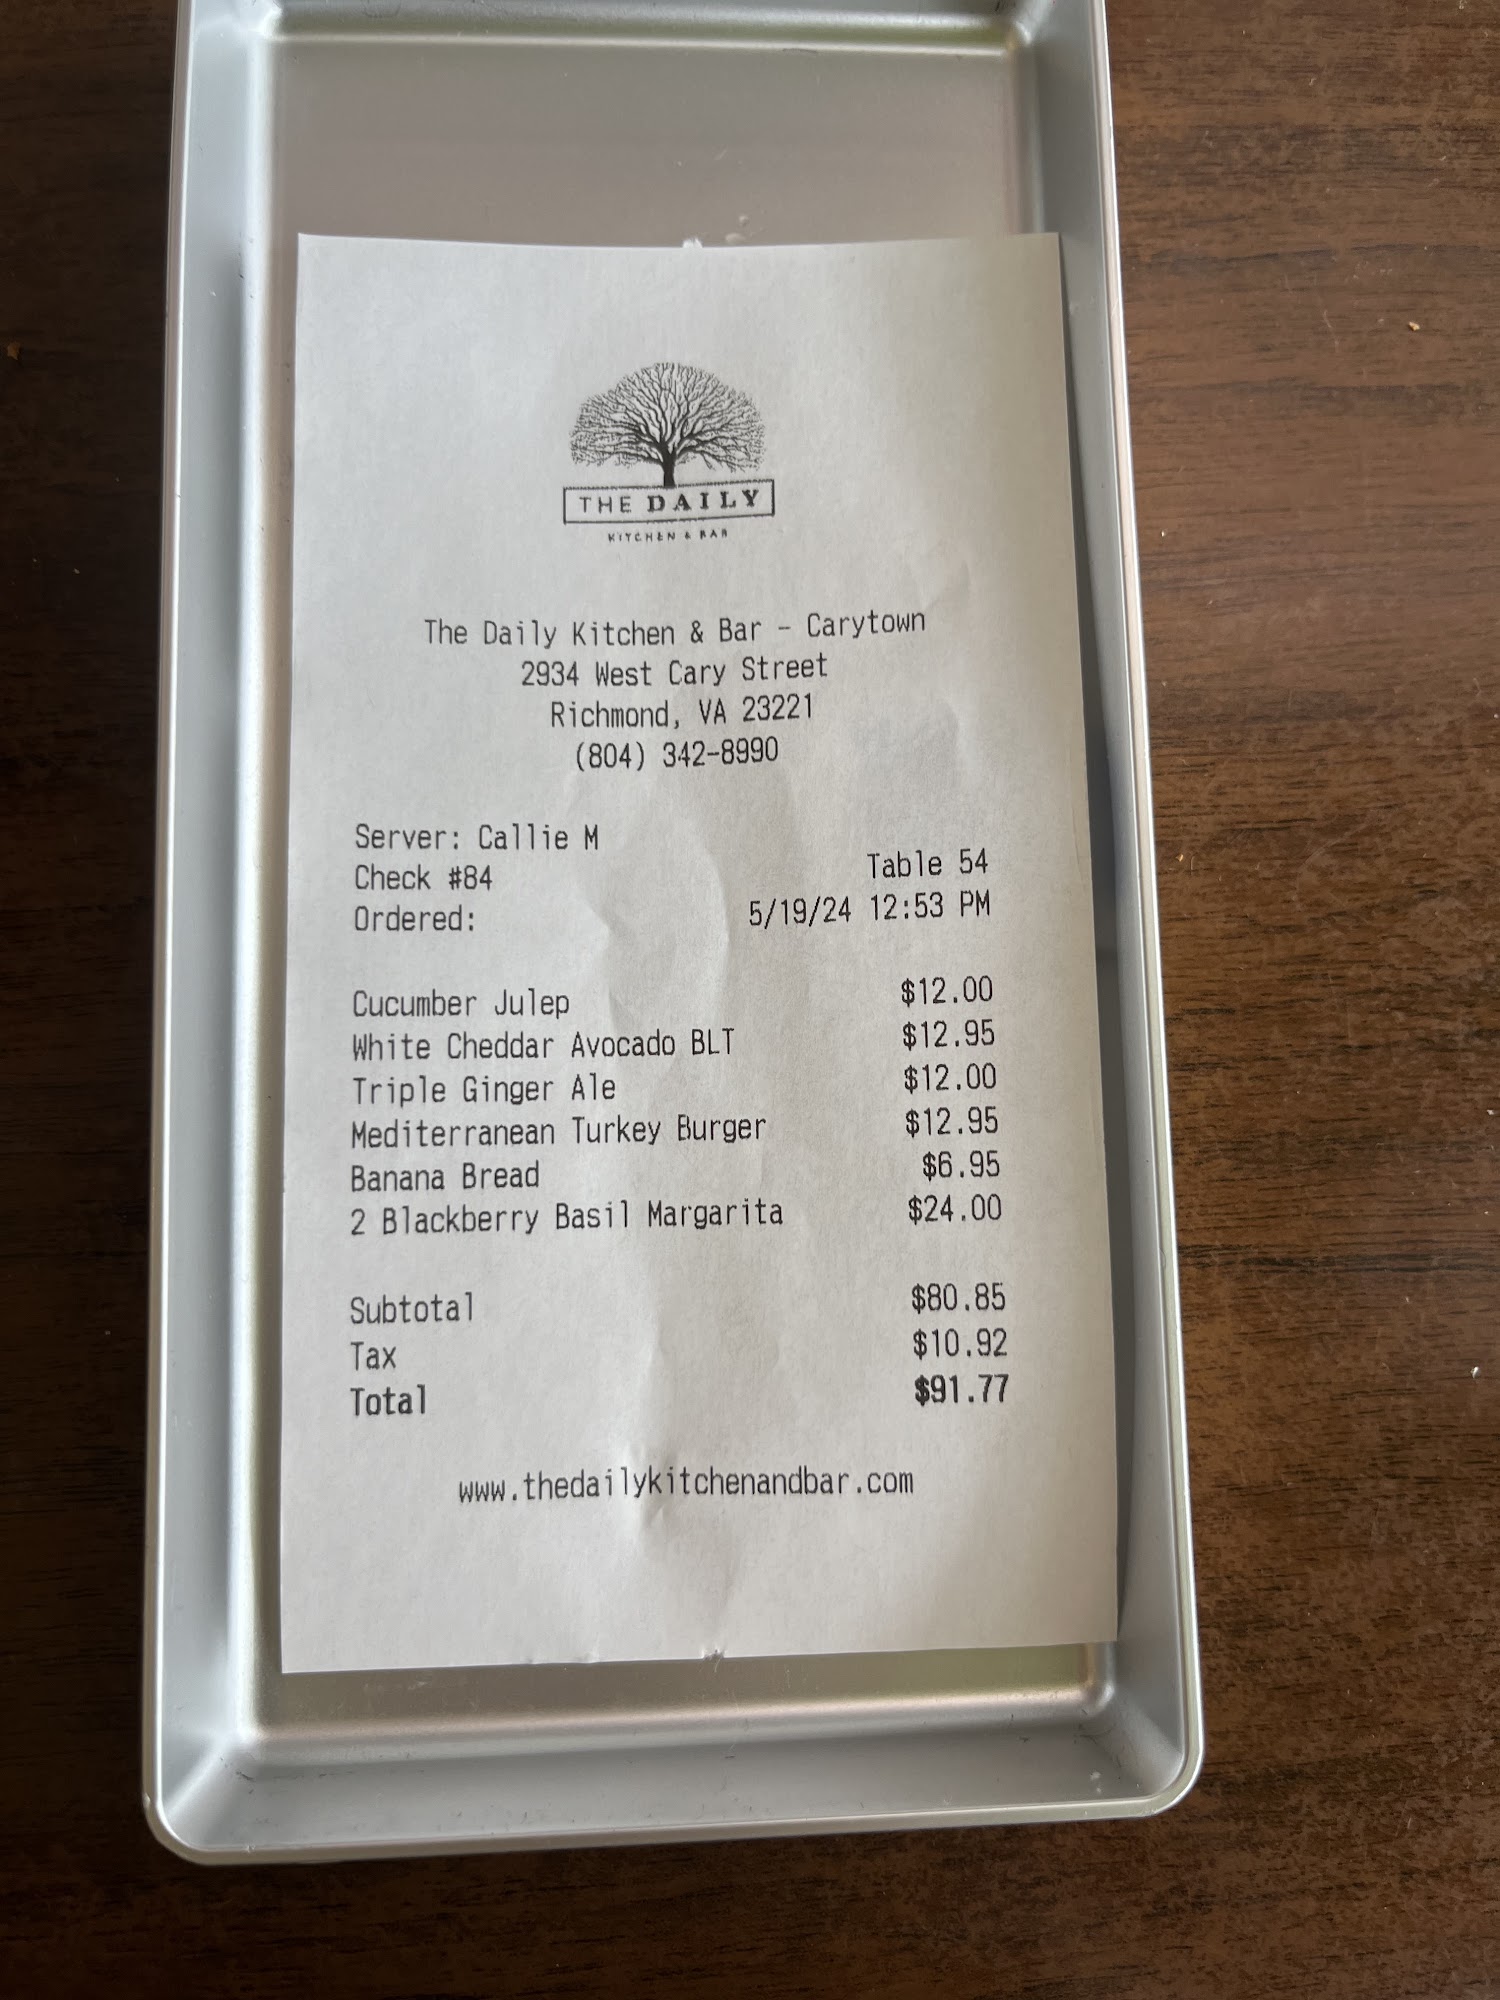 THE DAILY
KITCHEN & BAR
The Daily Kitchen & Bar - Carytown
2934 West Cary Street
Richmond, VA 23221
(804) 342-8990
Server: Callie M
Check #84 Table 54
Ordered: 5/19/24 12:53 PM
Cucumber Julep $12.00
White Cheddar Avocado BLT $12.95
Triple Ginger Ale $12.00
Mediterranean Turkey Burger $12.95
Banana Bread $6.95
2 Blackberry Basil Margarita $24.00
Subtotal $80.85
Tax $10.92
Total $91.77
www.thedailykitchenandbar.com